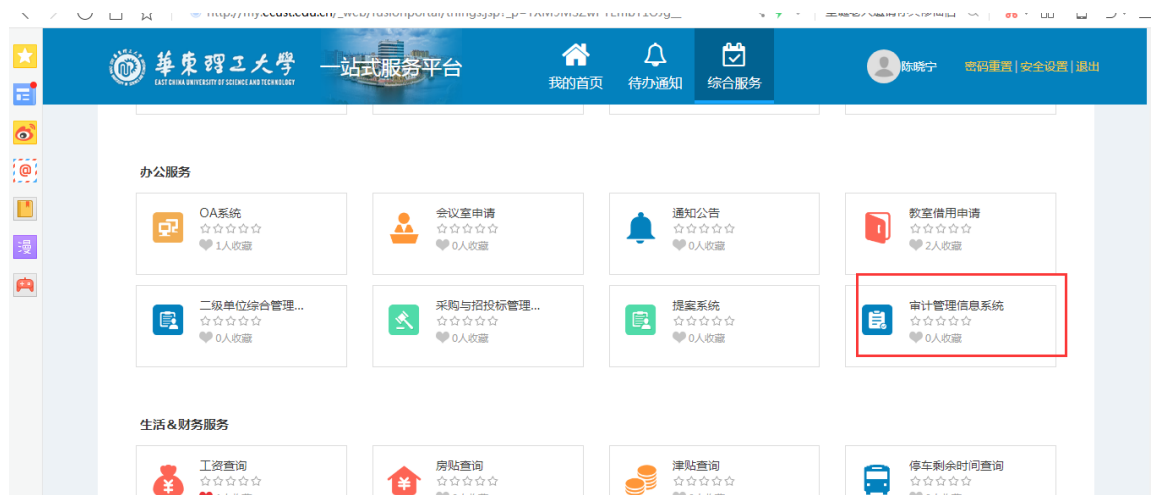 華東理工大學
EAST CHINA UNIVERSITY OF SCIENCE AND TECHNOLOGY
一站式服务平台
我的首页
待办通知
综合服务
陈晓宁
密码重置 | 安全设置 | 退出
漫
办公服务
OA系统
1人收藏
会议室申请
0人收藏
通知公告
0人收藏
教室借用申请
2人收藏
二级单位综合管理...
0人收藏
采购与招投标管理...
0人收藏
提案系统
0人收藏
审计管理信息系统
0人收藏
生活&财务服务
工资查询
房贴查询
津贴查询
停车剩余时间查询